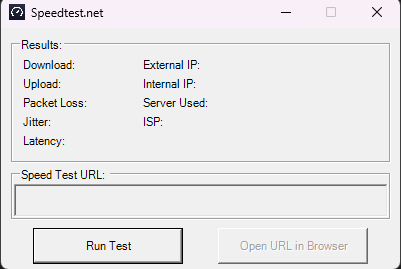 Speedtest.net
Results:
Download:
External IP:
Upload:
Internal IP:
Packet Loss:
Server Used:
Jitter:
ISP:
Latency:
Speed Test URL:
Run Test
Open URL in Browser